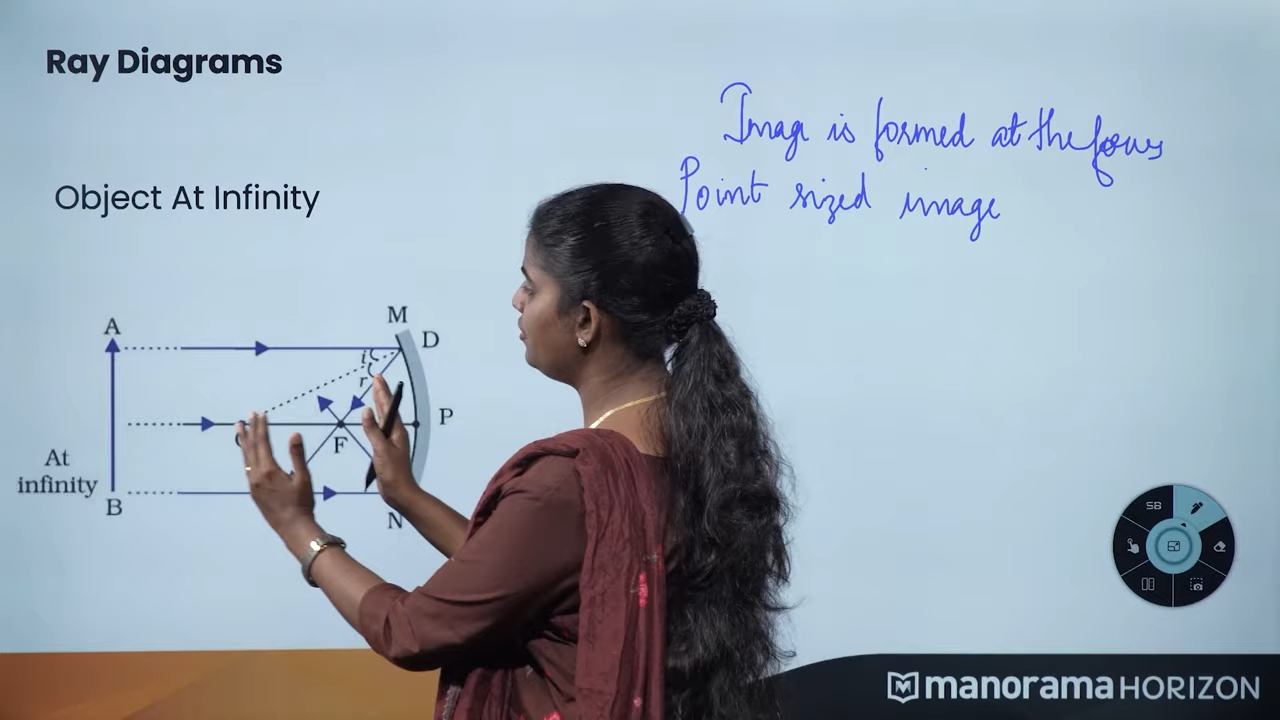 Ray Diagrams
Image is formed at the focus
Point sized image
Object At Infinity
M
A
D
i
r
P
F
At
infinity
B
N
SB
manorama HORIZON